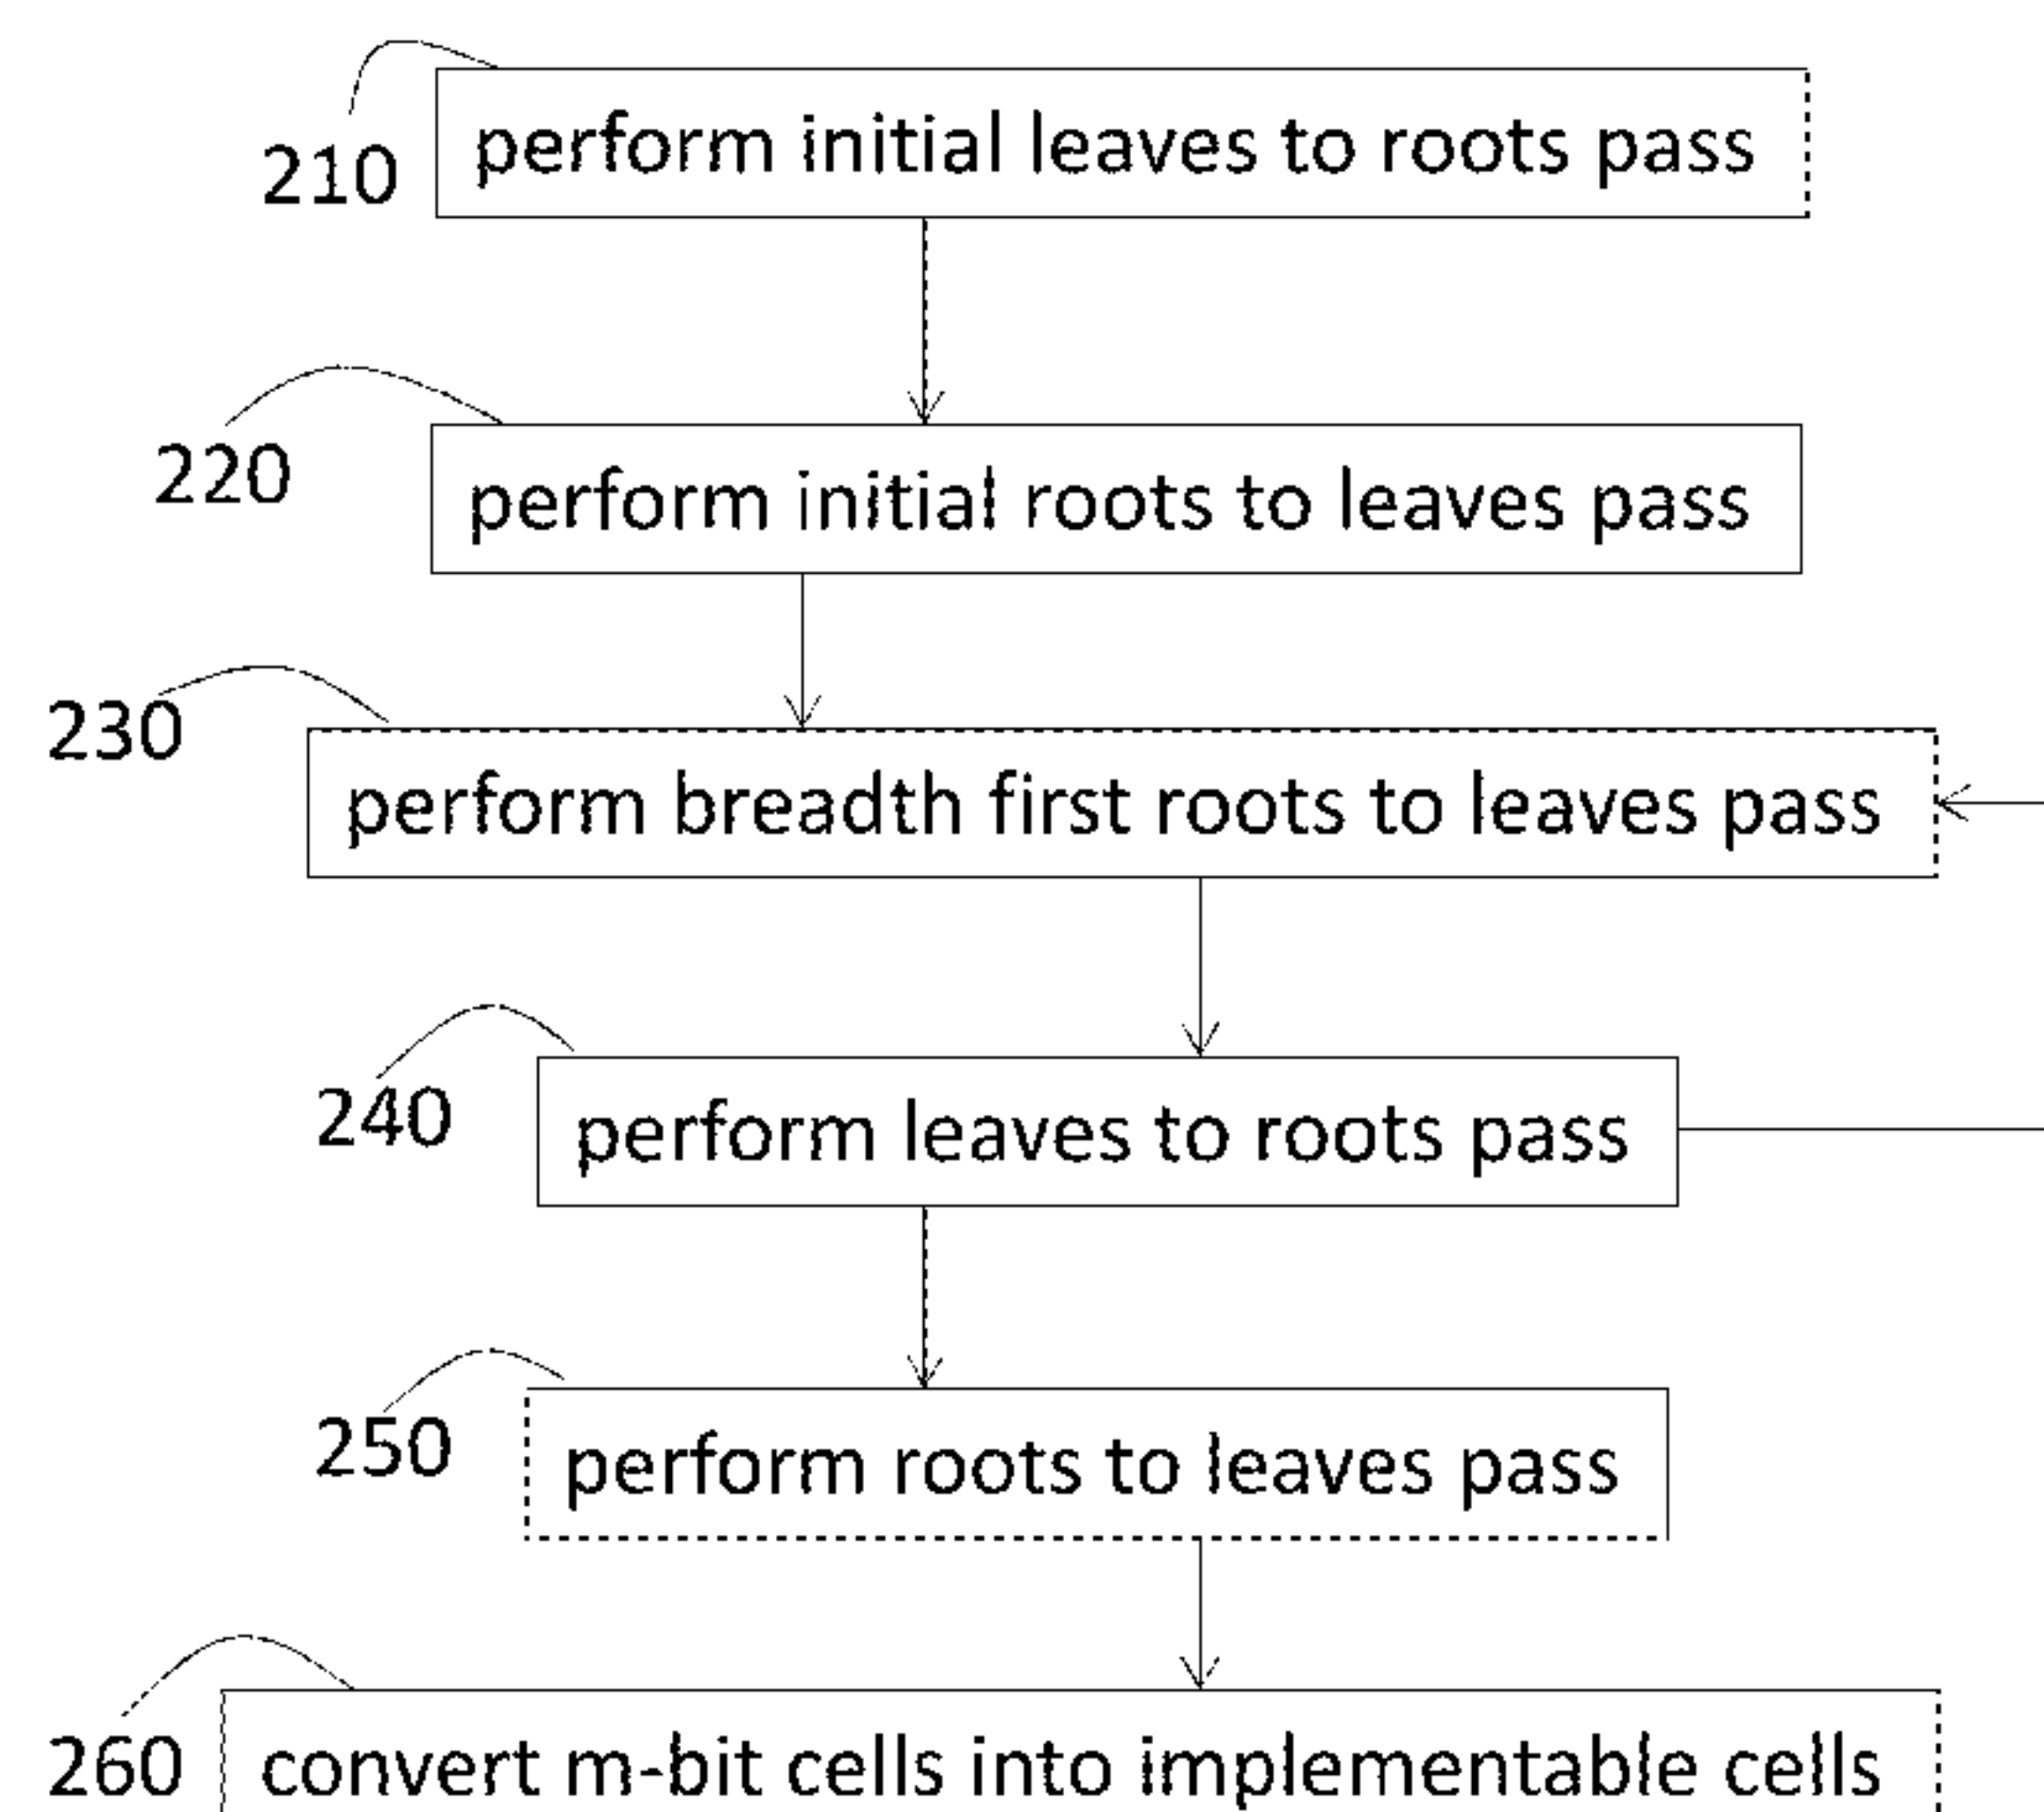 perform initial leaves to roots pass
210
perform initial roots to leaves pass
220
230
perform breadth first roots to leaves pass
240
perform leaves to roots pass
250
perform roots to leaves pass
260
convert m-bit cells into implementable cells